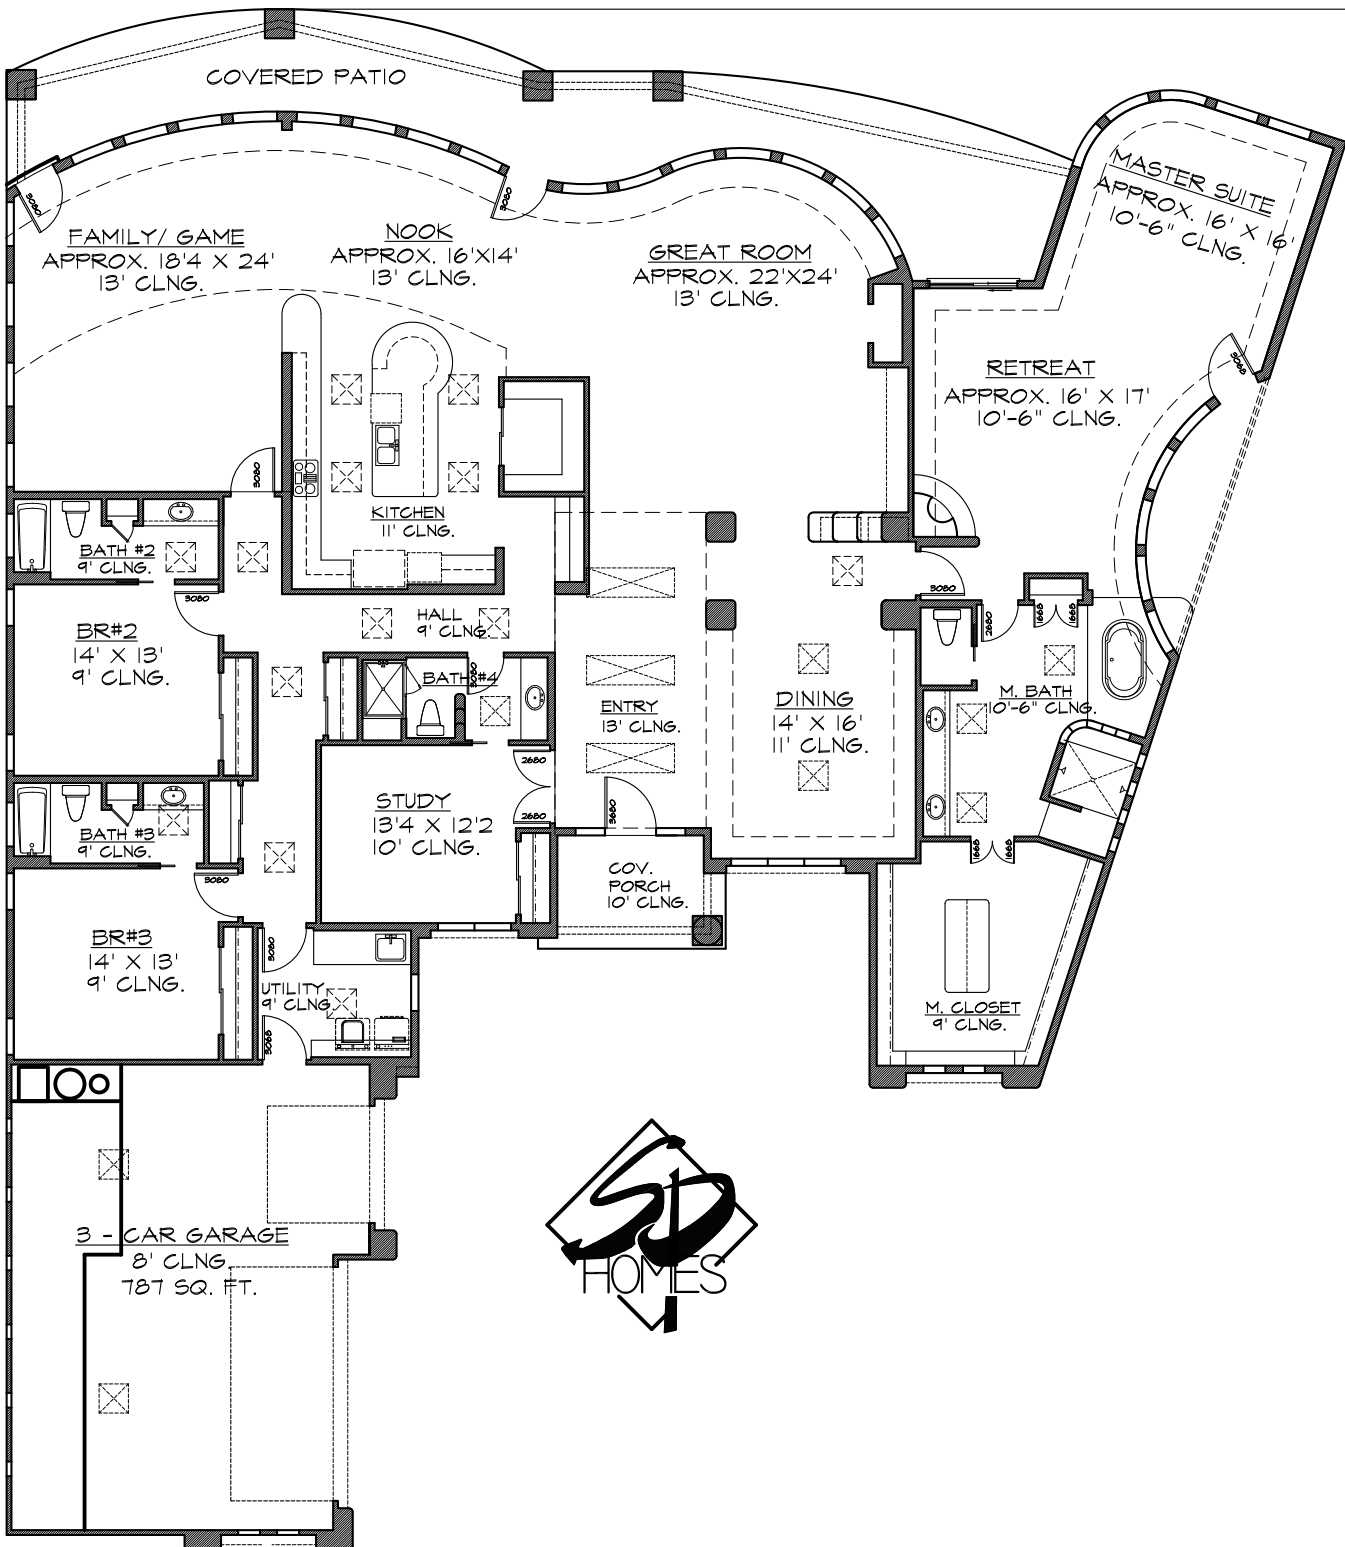 COVERED PATIO
FAMILY/ GAME
APPROX. 18'4 X 24'
13' CLNG.
NOOK
APPROX. 16'X14'
13' CLNG.
GREAT ROOM
APPROX. 22'X24'
13' CLNG.
MASTER SUITE
APPROX. 16' X 16'
10'-6" CLNG.
3080
3080
RETREAT
APPROX. 16' X 17'
10'-6" CLNG.
3068
3080
KITCHEN
11' CLNG.
BATH #2
9' CLNG.
3080
HALL
9' CLNG.
3080
BR#2
14' X 13'
9' CLNG.
BATH #4
3080
ENTRY
13' CLNG.
DINING
14' X 16'
11' CLNG.
2680
1668
1668
M. BATH
10'-6" CLNG.
2680
2680
3680
STUDY
13'4 X 12'2
10' CLNG.
BATH #3
9' CLNG.
3080
1668
1668
COV.
PORCH
10' CLNG.
BR#3
14' X 13'
9' CLNG.
3080
UTILITY
9' CLNG.
3068
M. CLOSET
9' CLNG.
3 - CAR GARAGE
8' CLNG.
787 SQ. FT.
SD
HOMES